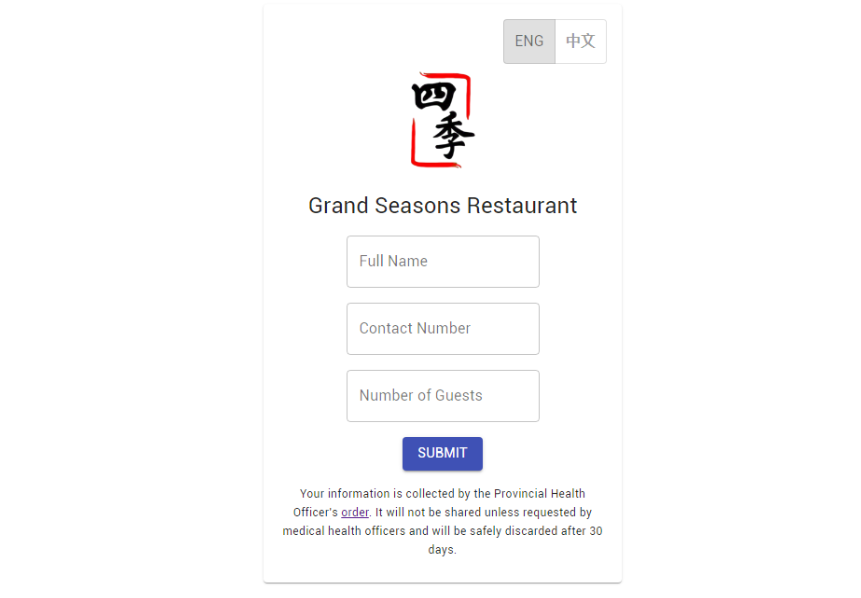 ENG 中文
四
季
Grand Seasons Restaurant
Full Name
Contact Number
Number of Guests
SUBMIT
Your information is collected by the Provincial Health
Officer's order. It will not be shared unless requested by
medical health officers and will be safely discarded after 30
days.